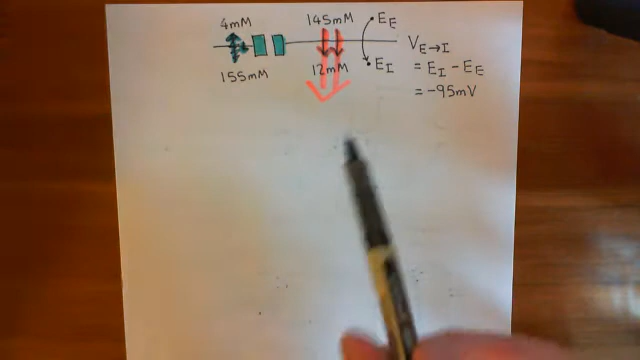 4mM
155mM
145mM
12mM
E_E
E_I
V_E→I
= E_I − E_E
= −95mV